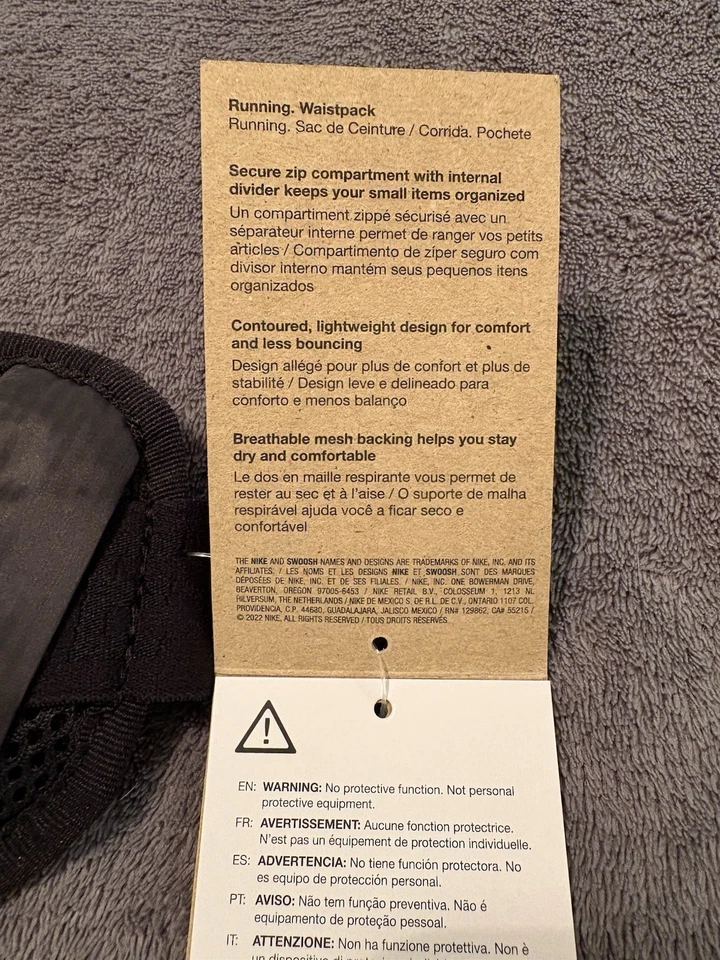 Running. Waistpack
Running. Sac de Ceinture / Corrida. Pochete
Secure zip compartment with internal
divider keeps your small items organized
Un compartiment zippé sécurisé avec un
séparateur interne permet de ranger vos petits
articles / Compartimento de zíper seguro com
divisor interno mantém seus pequenos itens
organizados
Contoured, lightweight design for comfort
and less bouncing
Design allégé pour plus de confort et plus de
stabilité / Design leve e delineado para
conforto e menos balanço
Breathable mesh backing helps you stay
dry and comfortable
Le dos en maille respirante vous permet de
rester au sec et à l'aise / O suporte de malha
respirável ajuda você a ficar seco e
confortável
THE NIKE AND SWOOSH NAMES AND DESIGNS ARE TRADEMARKS OF NIKE, INC. AND ITS
AFFILIATES. / LES NOMS ET LES DESIGNS NIKE ET SWOOSH SONT DES MARQUES
DÉPOSÉES DE NIKE, INC. ET DE SES FILIALES. / NIKE, INC. ONE BOWERMAN DRIVE,
BEAVERTON, OREGON 97005-6453 / NIKE RETAIL B.V., COLOSSEUM 1, 1213 NL
HILVERSUM, THE NETHERLANDS / NIKE DE MEXICO S. DE R.L. DE C.V., ONTARIO 1107 COL.
PROVIDENCIA, C.P. 44630, GUADALAJARA, JALISCO MEXICO / RN# 129862, CA# 55215 /
© 2022 NIKE, ALL RIGHTS RESERVED / TOUS DROITS RÉSERVÉS.
EN: WARNING: No protective function. Not personal
protective equipment.
FR: AVERTISSEMENT: Aucune fonction protectrice.
N'est pas un équipement de protection individuelle.
ES: ADVERTENCIA: No tiene función protectora. No
es equipo de protección personal.
PT: AVISO: Não tem função preventiva. Não é
equipamento de proteção pessoal.
IT: ATTENZIONE: Non ha funzione protettiva. Non è
un dispositivo di